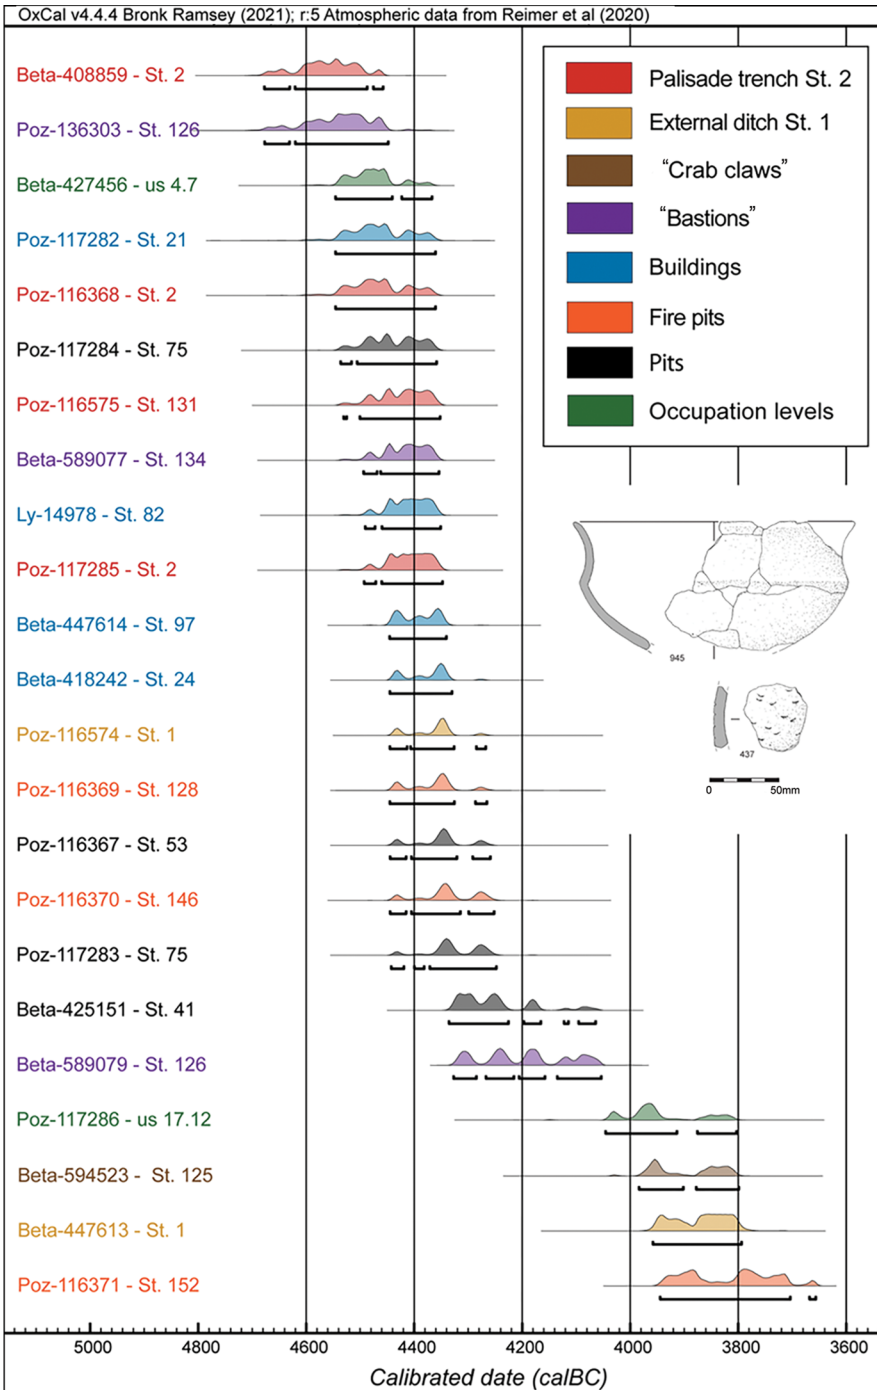 OxCal v4.4.4 Bronk Ramsey (2021); r:5 Atmospheric data from Reimer et al (2020)
Beta-408859 - St. 2
Poz-136303 - St. 126
Beta-427456 - us 4.7
Poz-117282 - St. 21
Poz-116368 - St. 2
Poz-117284 - St. 75
Poz-116575 - St. 131
Beta-589077 - St. 134
Ly-14978 - St. 82
Poz-117285 - St. 2
Beta-447614 - St. 97
Beta-418242 - St. 24
Poz-116574 - St. 1
Poz-116369 - St. 128
Poz-116367 - St. 53
Poz-116370 - St. 146
Poz-117283 - St. 75
Beta-425151 - St. 41
Beta-589079 - St. 126
Poz-117286 - us 17.12
Beta-594523 - St. 125
Beta-447613 - St. 1
Poz-116371 - St. 152
Palisade trench St. 2
External ditch St. 1
“Crab claws”
“Bastions”
Buildings
Fire pits
Pits
Occupation levels
945
437
0 50mm
5000 4800 4600 4400 4200 4000 3800 3600
Calibrated date (calBC)